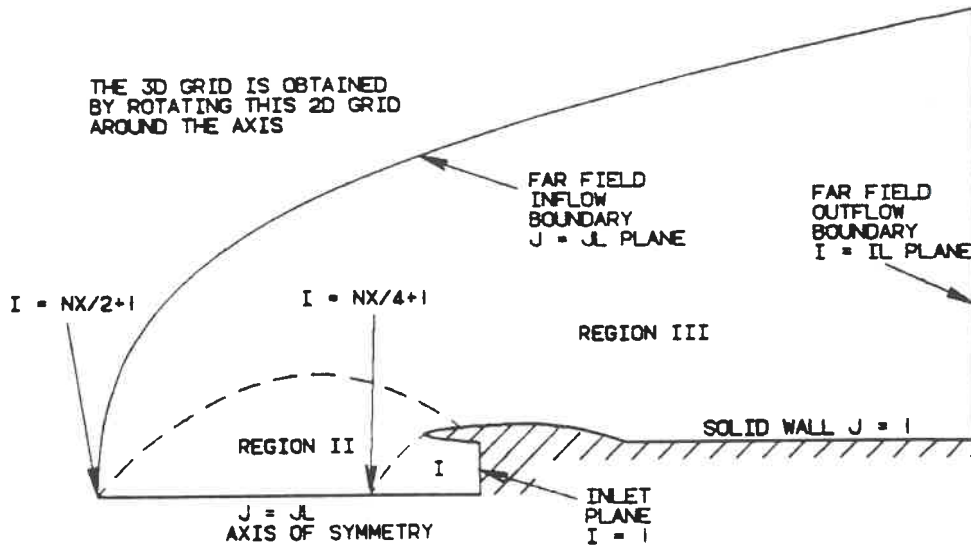 THE 3D GRID IS OBTAINED
BY ROTATING THIS 2D GRID
AROUND THE AXIS
FAR FIELD
INFLOW
BOUNDARY
J = JL PLANE
FAR FIELD
OUTFLOW
BOUNDARY
I = IL PLANE
I = NX/2+1
I = NX/4+1
REGION III
REGION II
I
SOLID WALL J = 1
INLET
PLANE
I = 1
J = JL
AXIS OF SYMMETRY